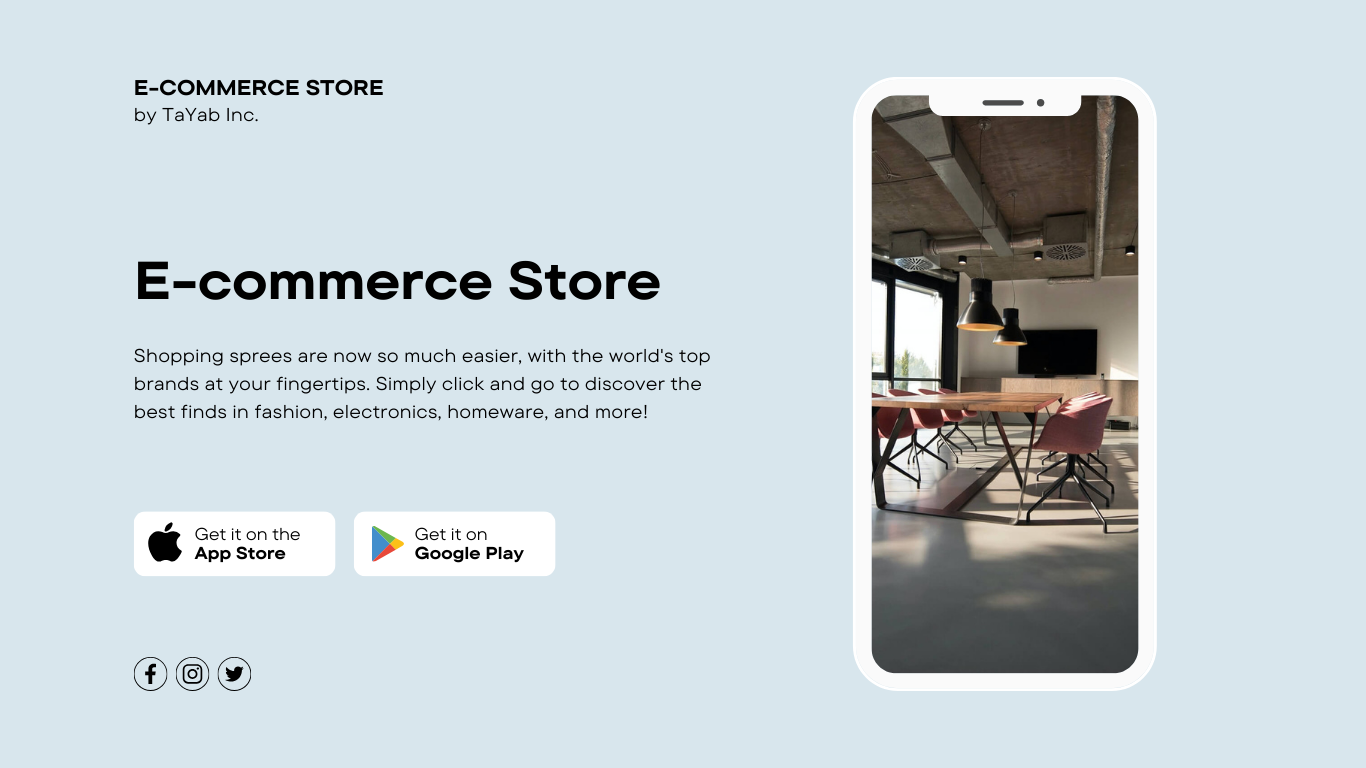 E-COMMERCE STORE
by TaYab Inc.
E-commerce Store
Shopping sprees are now so much easier, with the world's top
brands at your fingertips. Simply click and go to discover the
best finds in fashion, electronics, homeware, and more!
Get it on the
App Store
Get it on
Google Play